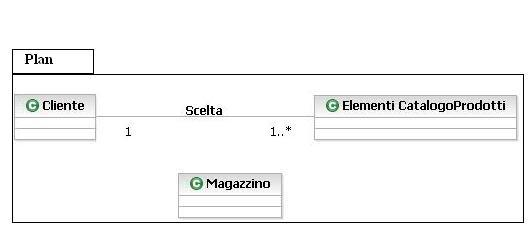 Plan
Cliente
Scelta
Elementi CatalogoProdotti
1
1..*
Magazzino